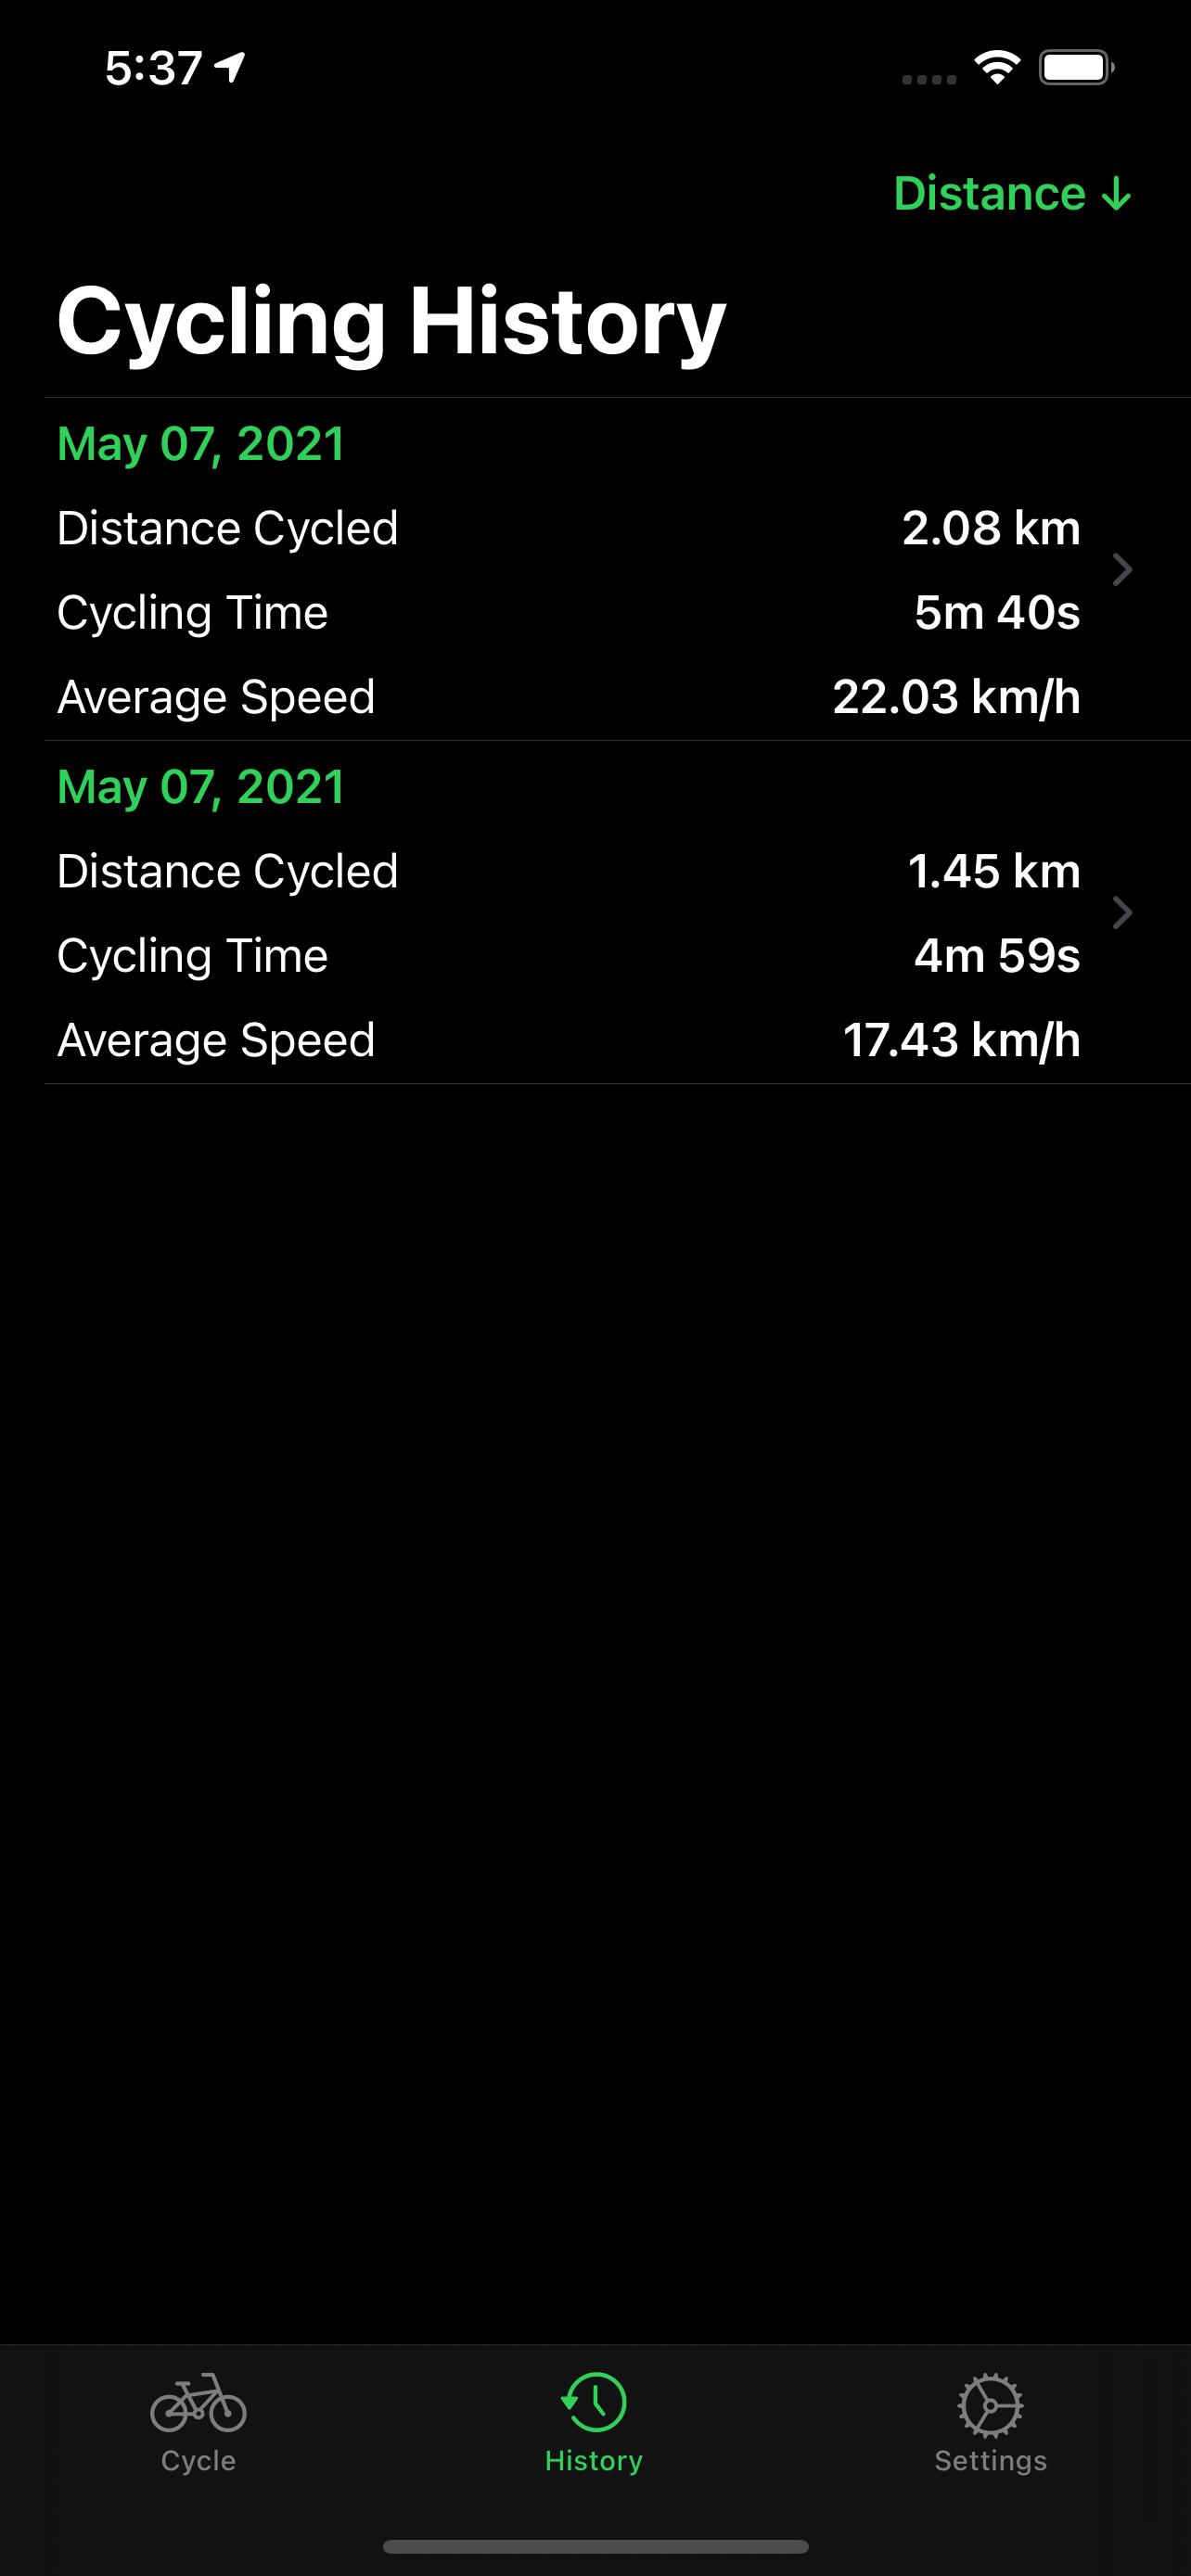 5:37
Distance ↓
Cycling History
May 07, 2021
Distance Cycled 2.08 km
Cycling Time 5m 40s
Average Speed 22.03 km/h
May 07, 2021
Distance Cycled 1.45 km
Cycling Time 4m 59s
Average Speed 17.43 km/h
Cycle History Settings